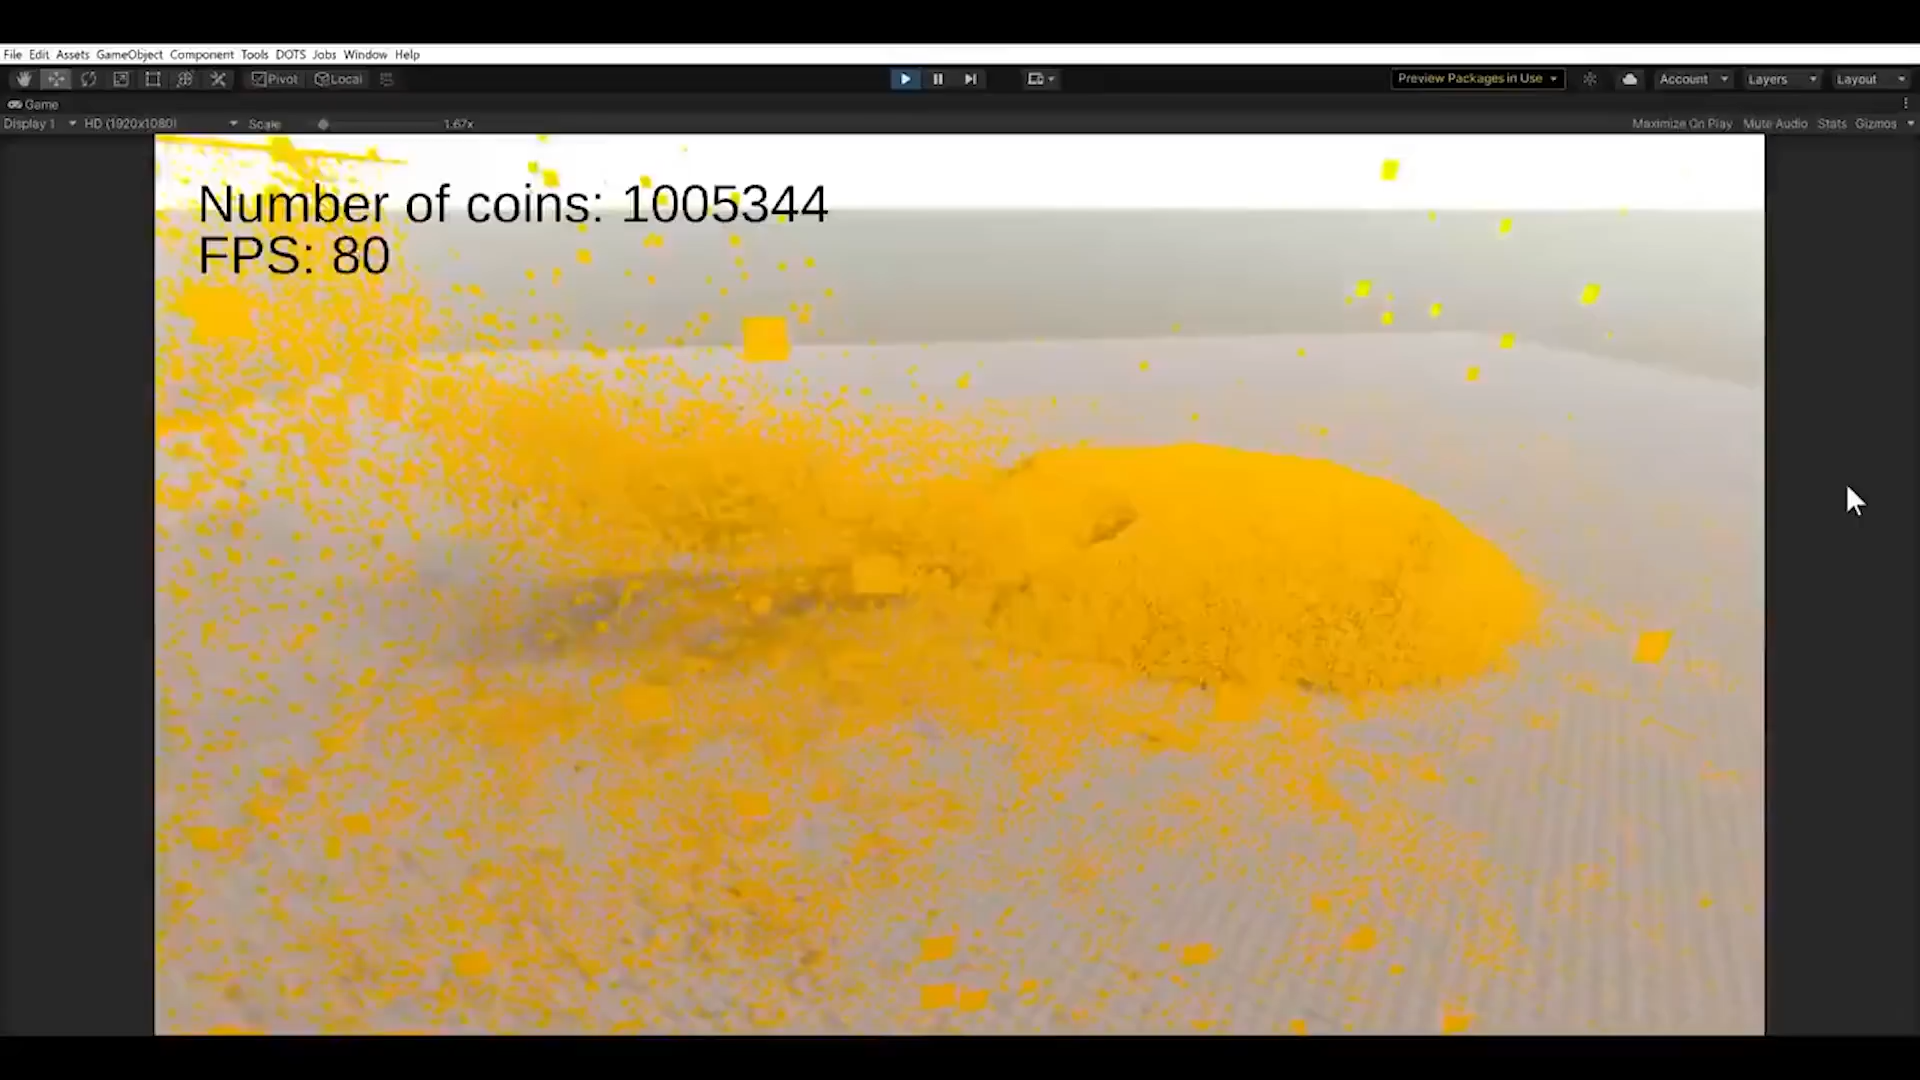 File Edit Assets GameObject Component Tools DOTS Jobs Window Help
Pivot Local Preview Packages in Use Account Layers Layout
Game
Display 1 HD (1920x1080) Scale 1.67x Maximize On Play Mute Audio Stats Gizmos
Number of coins: 1005344
FPS: 80